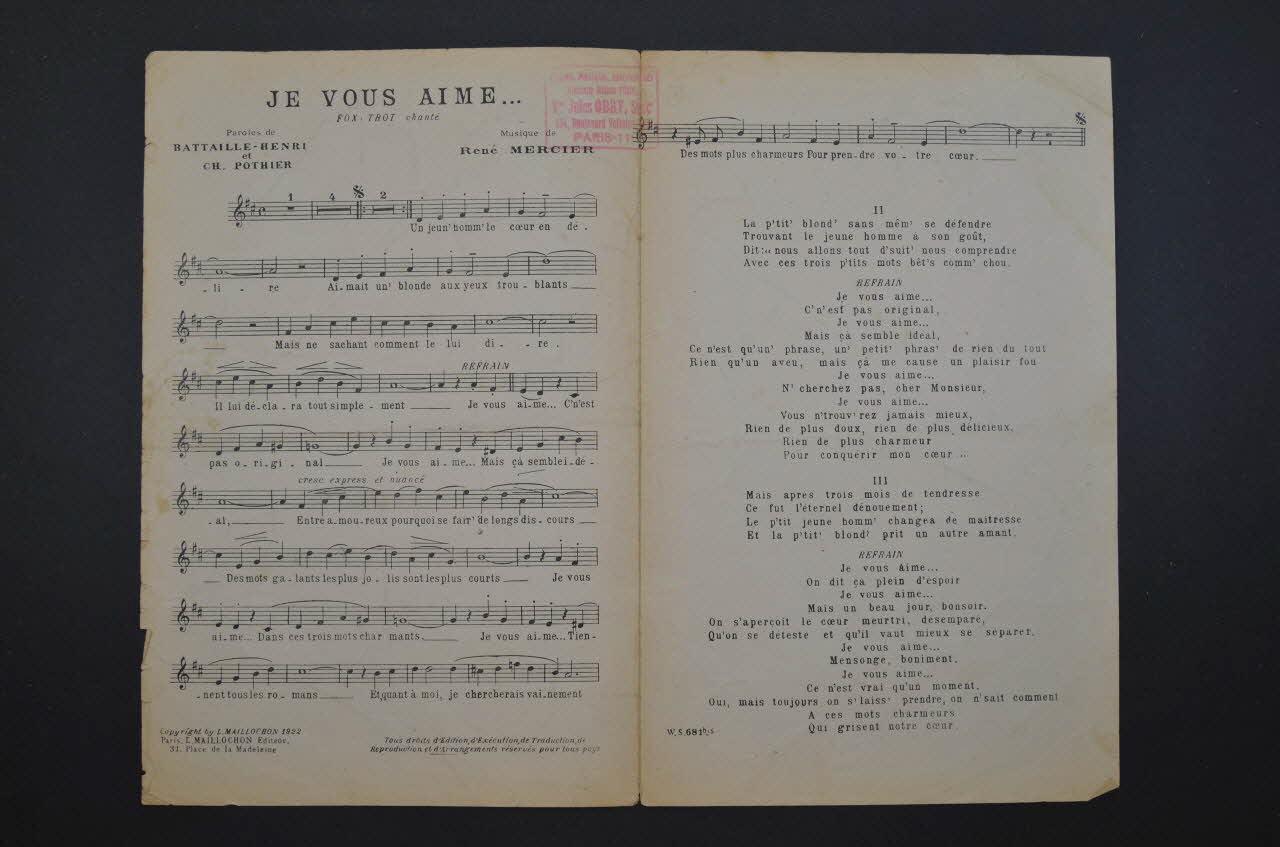 JE VOUS AIME...
FOX-TROT chanté
Paroles de
BATTAILLE-HENRI
et
CH. POTHIER
Musique de
René MERCIER
Vve Jules OBRY, Succ
PARIS-11
1 4 2
Un jeun' homm' le cœur en dé-
-li-re Ai-mait un' blonde aux yeux trou-blants
Mais ne sachant comment le lui di-re.
REFRAIN
Il lui dé-cla-ra tout simple-ment Je vous ai-me... C'n'est
pas o-ri-gi-nal Je vous ai-me... Mais çà semble i-dé-
cresc express et nuancé
-al, Entre a-mou-reux pourquoi se fair' de longs dis-cours
Des mots ga-lants les plus jo-lis sont les plus courts Je vous
ai-me... Dans ces trois mots char mants. Je vous ai-me... Tien-
-nent tous les ro-mans Et, quant à moi, je chercherais vai-nement
Copyright by L. MAILLOCHON 1922
Paris, L. MAILLOCHON Editeur,
31, Place de la Madeleine
Tous droits d'Edition, d'Exécution, de Traduction, de
Reproduction et d'Arrangements réservés pour tous pays
Des mots plus charmeurs Pour pren-dre vo-tre cœur.
II
La p'tit' blond' sans mêm' se défendre
Trouvant le jeune homme à son goût,
Dit: nous allons tout d'suit' nous comprendre
Avec ces trois p'tits mots bêt's comm' chou.
REFRAIN
Je vous aime...
C'n'est pas original,
Je vous aime...
Mais ça semble idéal,
Ce n'est qu'un' phrase, un' petit' phras' de rien du tout
Rien qu'un aveu, mais çà me cause un plaisir fou
Je vous aime...
N' cherchez pas, cher Monsieur,
Je vous aime...
Vous n'trouv'rez jamais mieux,
Rien de plus doux, rien de plus délicieux.
Rien de plus charmeur
Pour conquérir mon cœur...
III
Mais apres trois mois de tendresse
Ce fut l'éternel dénouement;
Le p'tit jeune homm' changea de maitresse
Et la p'tit' blond' prit un autre amant.
REFRAIN
Je vous aime...
On dit ça plein d'espoir
Je vous aime...
Mais un beau jour, bonsoir.
On s'aperçoit le cœur meurtri, désemparé,
Qu'on se deteste et qu'il vaut mieux se séparer.
Je vous aime...
Mensonge, boniment.
Je vous aime...
Ce n'est vrai qu'un moment.
Oui, mais toujours on s'laiss' prendre, on n'sait comment
A ces mots charmeurs
Qui grisent notre cœur
W.S. 681 bis